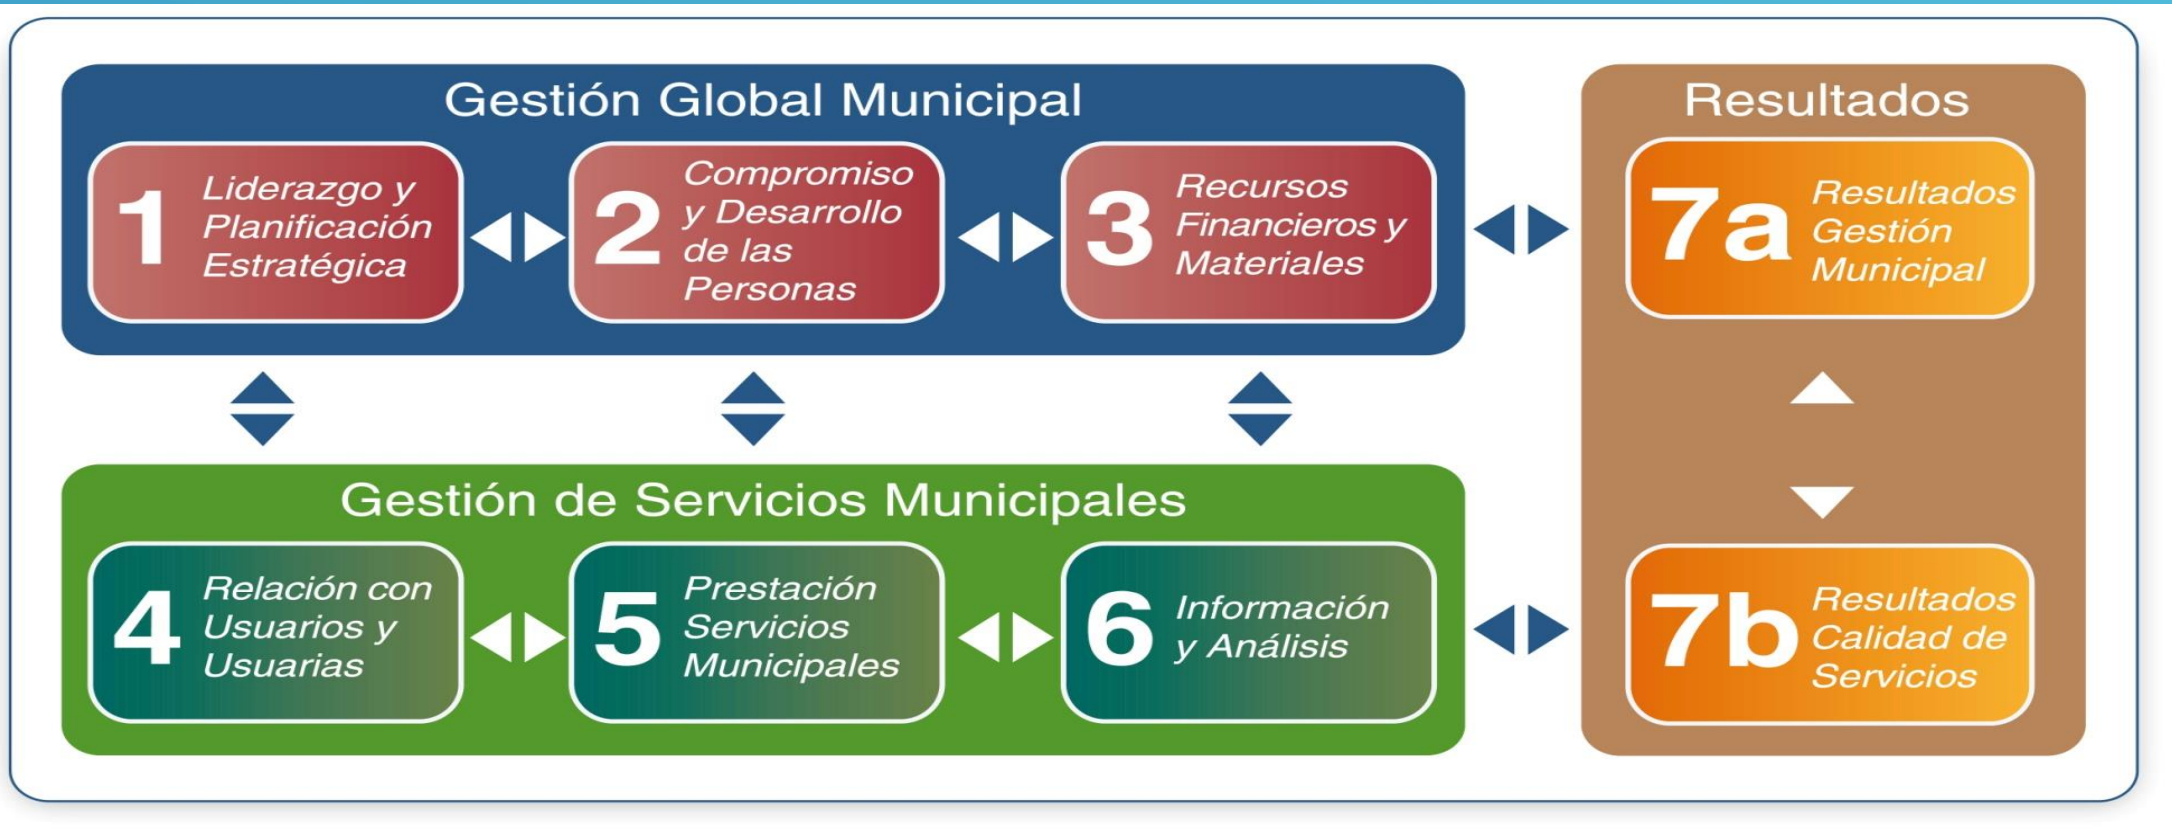 Gestión Global Municipal
1
Liderazgo y
Planificación
Estratégica
2
Compromiso
y Desarrollo
de las
Personas
3
Recursos
Financieros y
Materiales
Resultados
7a
Resultados
Gestión
Municipal
Gestión de Servicios Municipales
4
Relación con
Usuarios y
Usuarias
5
Prestación
Servicios
Municipales
6
Información
y Análisis
7b
Resultados
Calidad de
Servicios